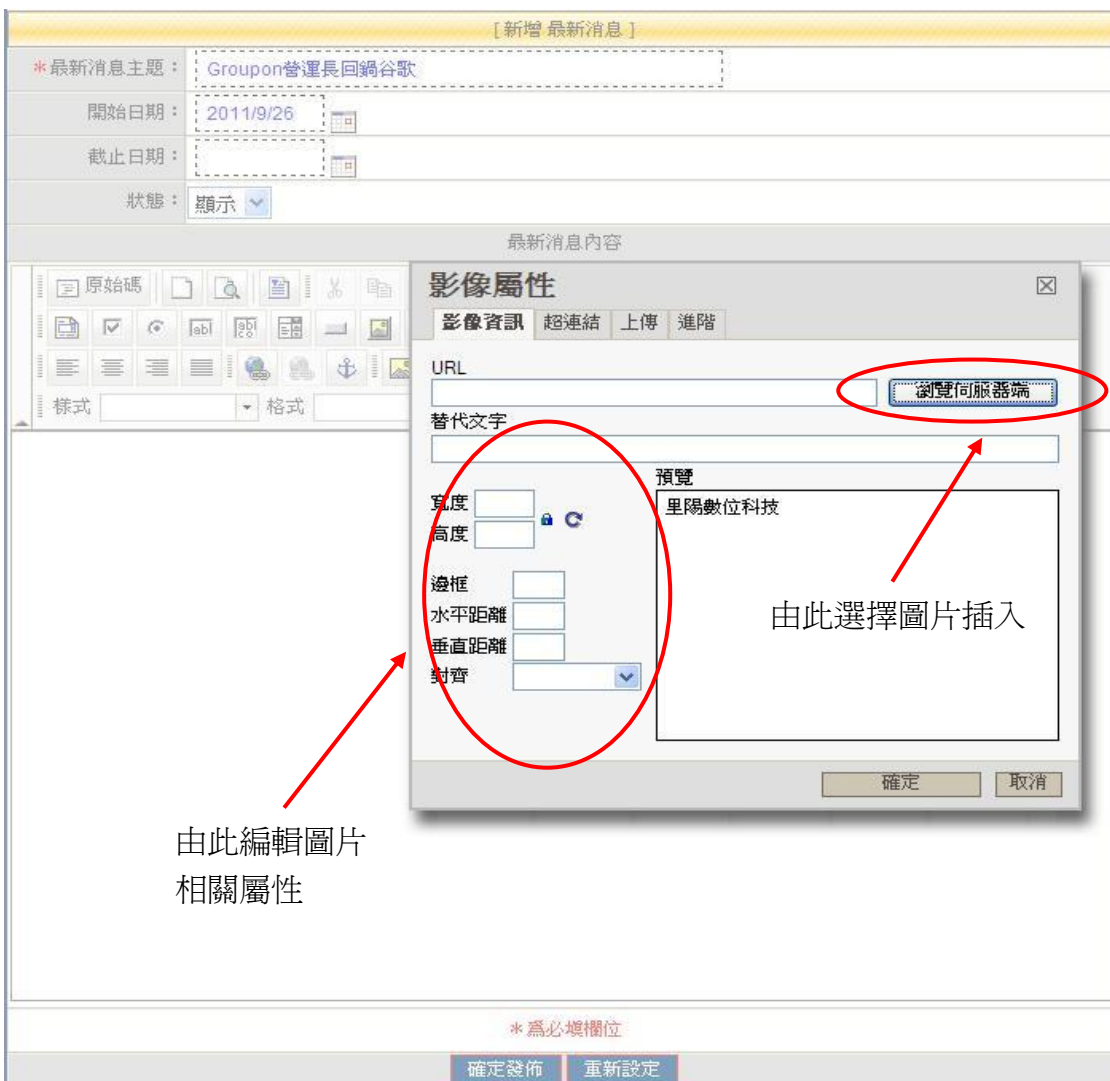 [ 新增 最新消息 ]
＊最新消息主題： Groupon營運長回鍋谷歌
開始日期： 2011/9/26
截止日期：
狀態： 顯示
最新消息內容
原始碼
樣式 格式
影像屬性
影像資訊 超連結 上傳 進階
URL
瀏覽伺服器端
替代文字
預覽
里陽數位科技
寬度
高度
邊框
水平距離
垂直距離
對齊
由此選擇圖片插入
確定 取消
由此編輯圖片
相關屬性
＊為必填欄位
確定發佈 重新設定